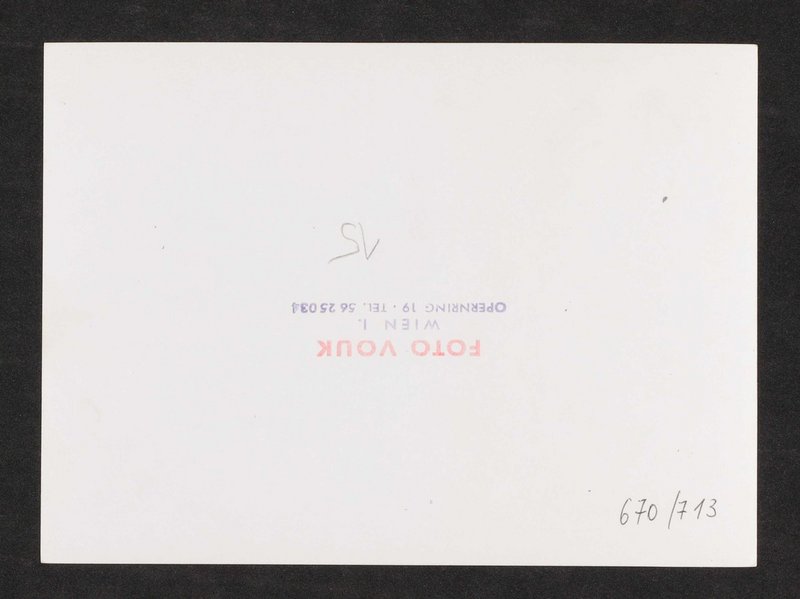 15
FOTO VOUK
WIEN I.
OPERNRING 19 · TEL. 56 25 034
670/713